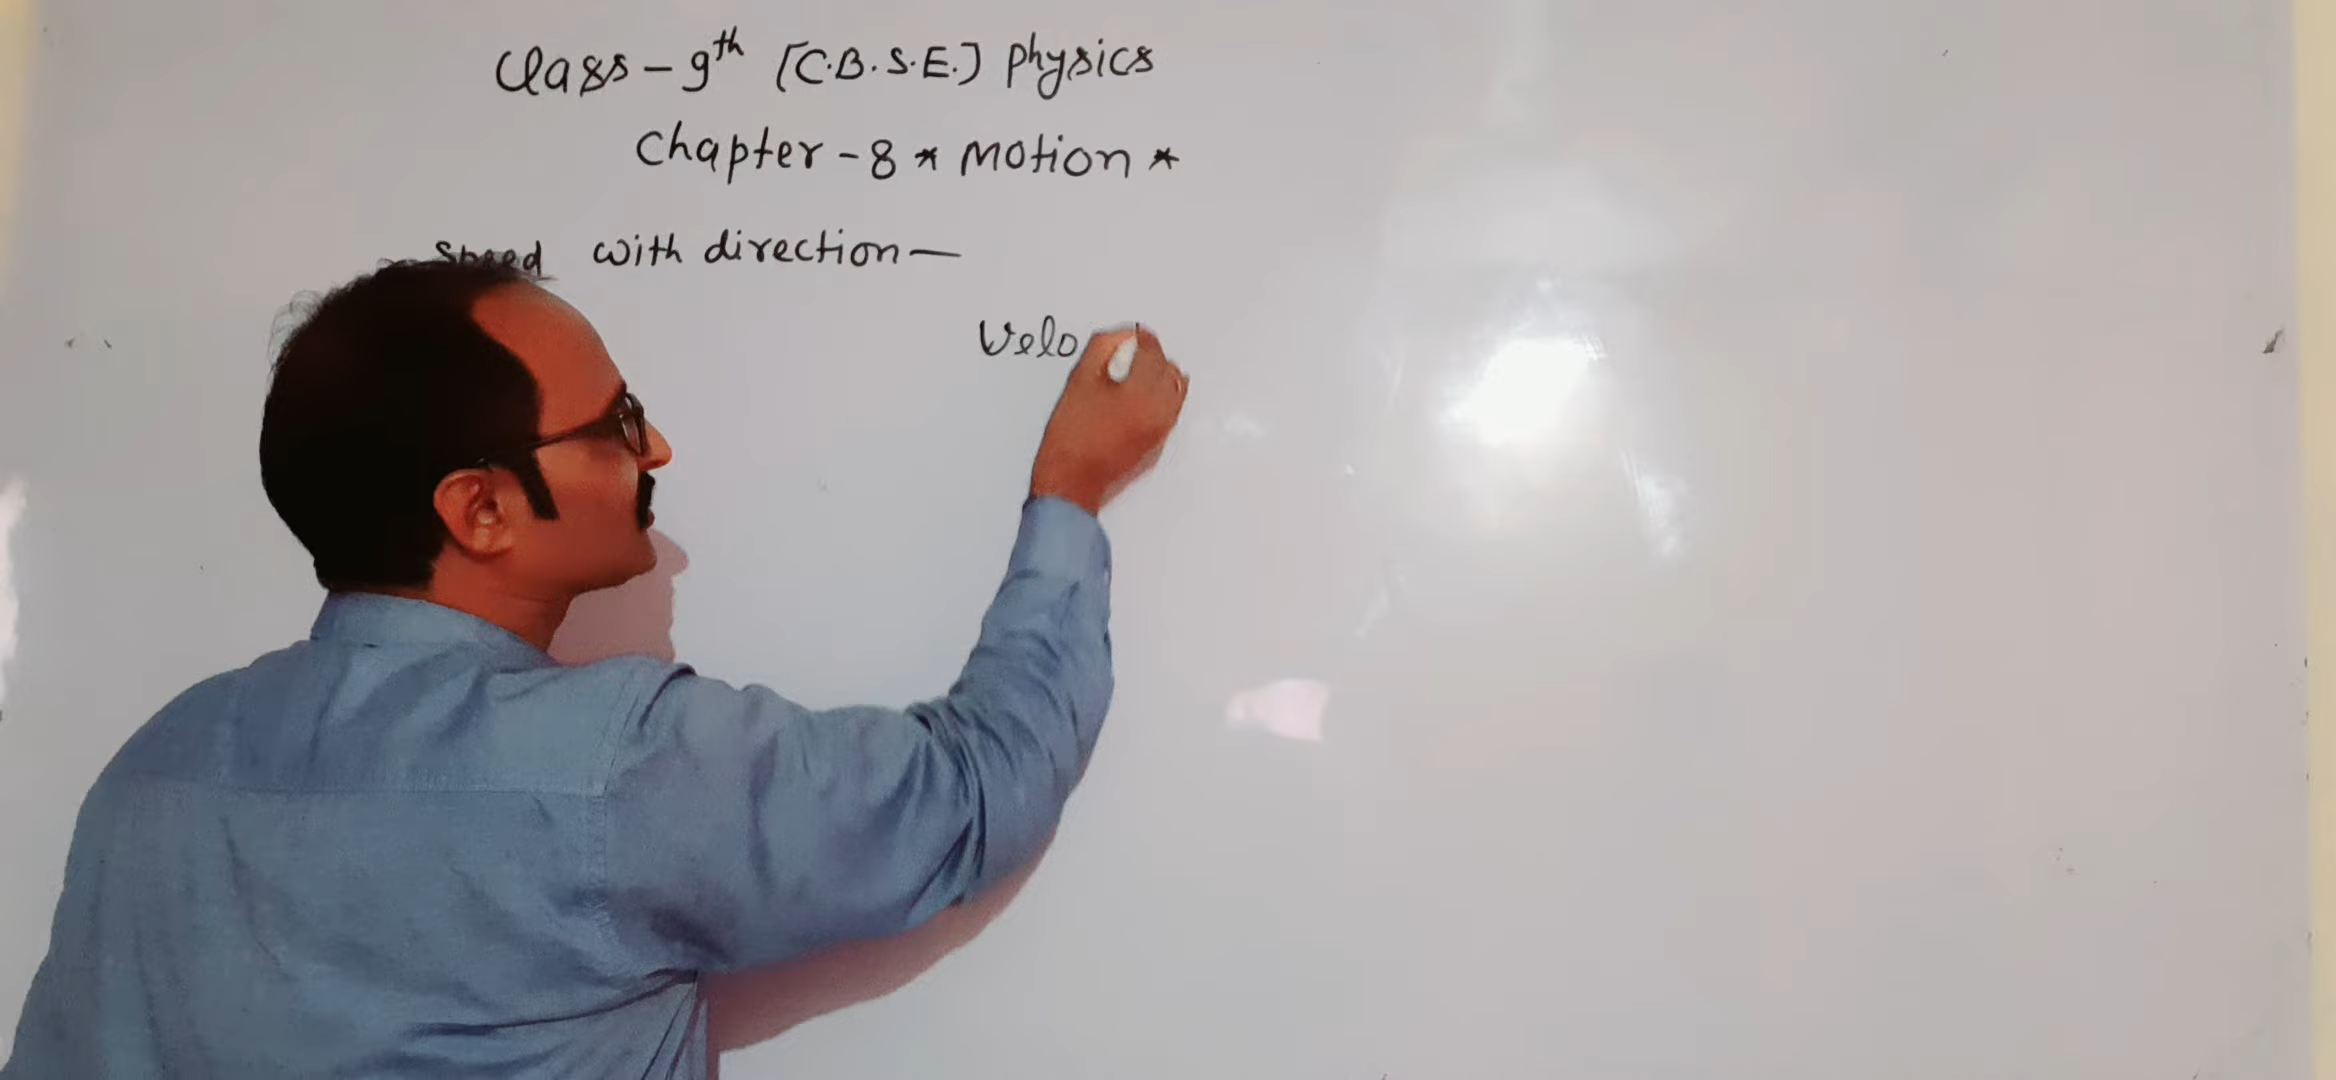 Class - 9th [C.B.S.E.] Physics
Chapter - 8 * Motion *
Speed with direction —
Velo